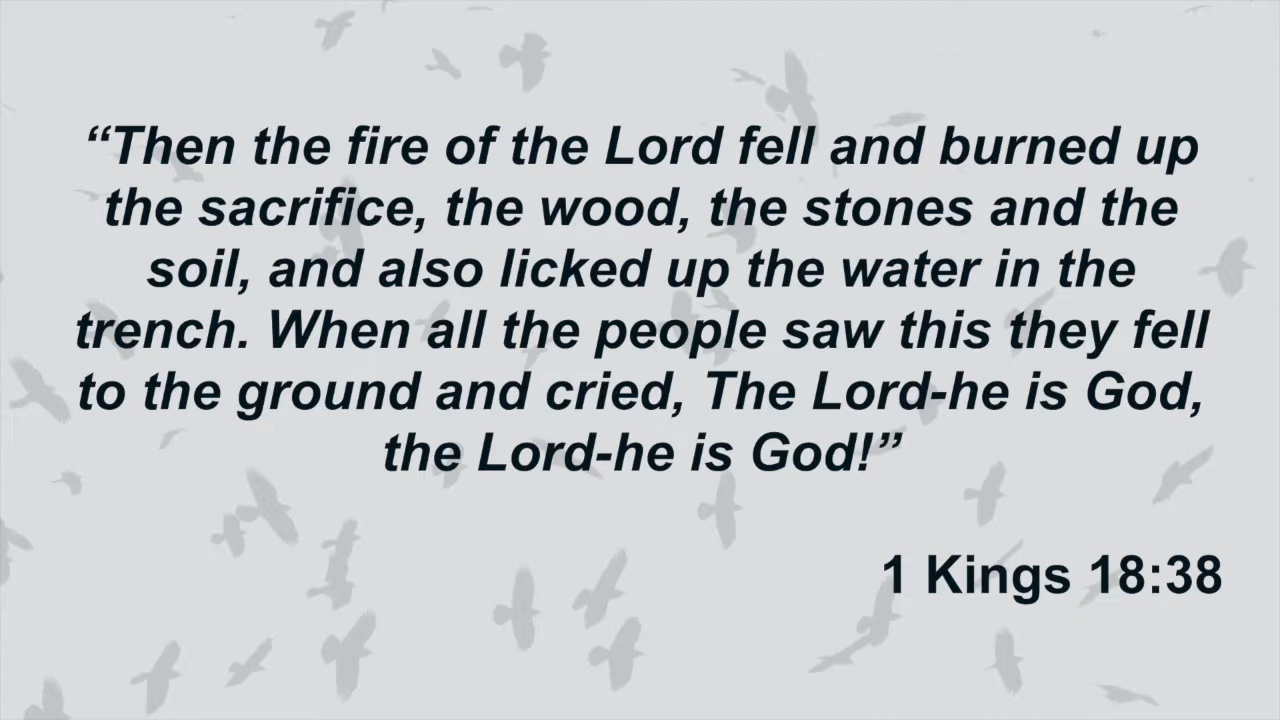 “Then the fire of the Lord fell and burned up
the sacrifice, the wood, the stones and the
soil, and also licked up the water in the
trench. When all the people saw this they fell
to the ground and cried, The Lord-he is God,
the Lord-he is God!”
1 Kings 18:38